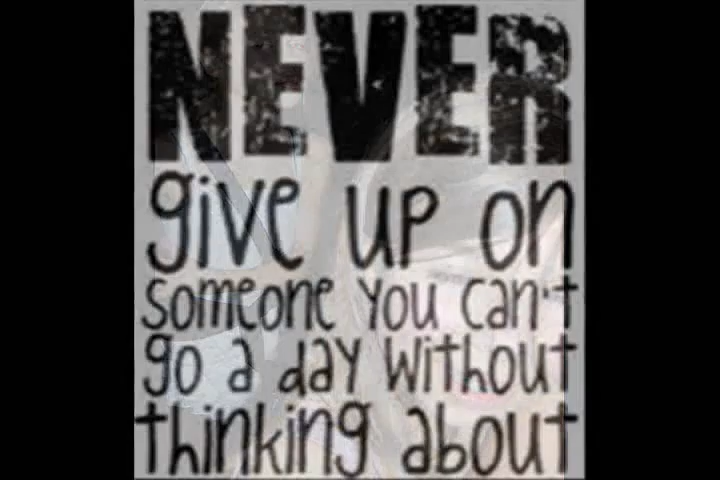 NEVER
give up on
someone you can't
go a day without
thinking about